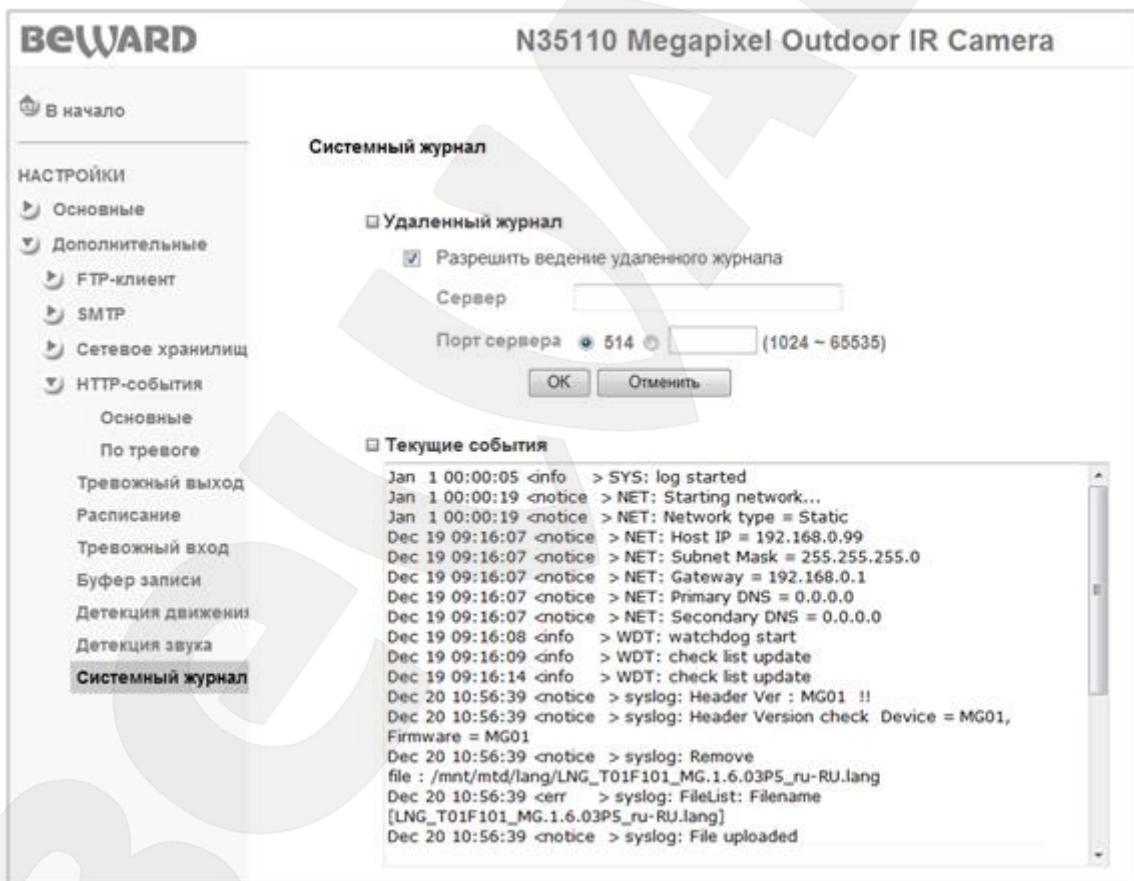 BEWARD
N35110 Megapixel Outdoor IR Camera
В начало
НАСТРОЙКИ
Основные
Дополнительные
FTP-клиент
SMTP
Сетевое хранилищ
HTTP-события
Основные
По тревоге
Тревожный выход
Расписание
Тревожный вход
Буфер записи
Детекция движения
Детекция звука
Системный журнал
Системный журнал
Удаленный журнал
Разрешить ведение удаленного журнала
Сервер
Порт сервера 514 (1024 ~ 65535)
OK Отменить
Текущие события
Jan 1 00:00:05 <info > SYS: log started
Jan 1 00:00:19 <notice > NET: Starting network...
Jan 1 00:00:19 <notice > NET: Network type = Static
Dec 19 09:16:07 <notice > NET: Host IP = 192.168.0.99
Dec 19 09:16:07 <notice > NET: Subnet Mask = 255.255.255.0
Dec 19 09:16:07 <notice > NET: Gateway = 192.168.0.1
Dec 19 09:16:07 <notice > NET: Primary DNS = 0.0.0.0
Dec 19 09:16:07 <notice > NET: Secondary DNS = 0.0.0.0
Dec 19 09:16:08 <info > WDT: watchdog start
Dec 19 09:16:09 <info > WDT: check list update
Dec 19 09:16:14 <info > WDT: check list update
Dec 20 10:56:39 <notice > syslog: Header Ver : MG01 !!
Dec 20 10:56:39 <notice > syslog: Header Version check Device = MG01,
Firmware = MG01
Dec 20 10:56:39 <notice > syslog: Remove
file : /mnt/mtd/lang/LNG_T01F101_MG.1.6.03P5_ru-RU.lang
Dec 20 10:56:39 <err > syslog: FileList: Filename
[LNG_T01F101_MG.1.6.03P5_ru-RU.lang]
Dec 20 10:56:39 <notice > syslog: File uploaded